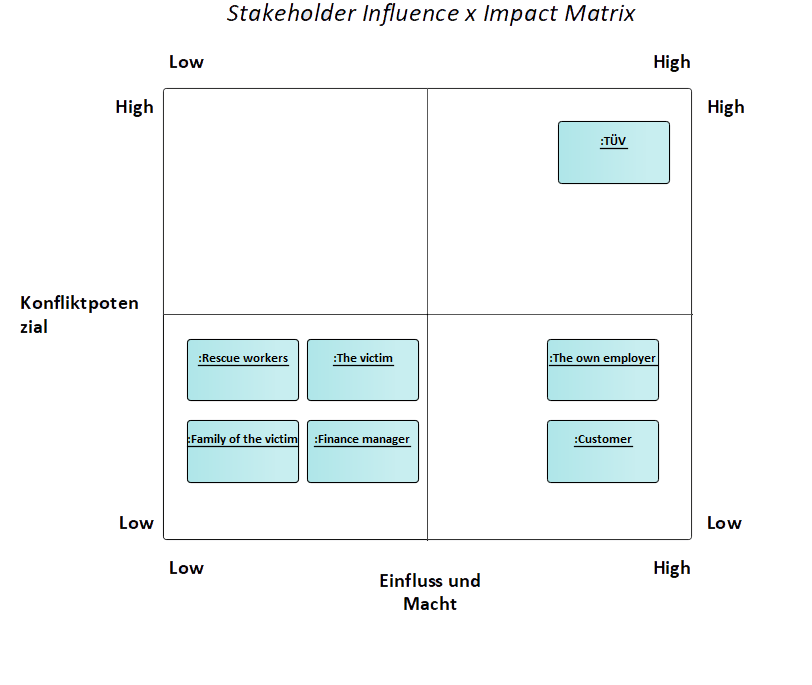 Stakeholder Influence x Impact Matrix
Low
High
High
High
:TÜV
Konfliktpoten
zial
:Rescue workers
:The victim
:The own employer
:Family of the victim
:Finance manager
:Customer
Low
Low
Low
High
Einfluss und
Macht